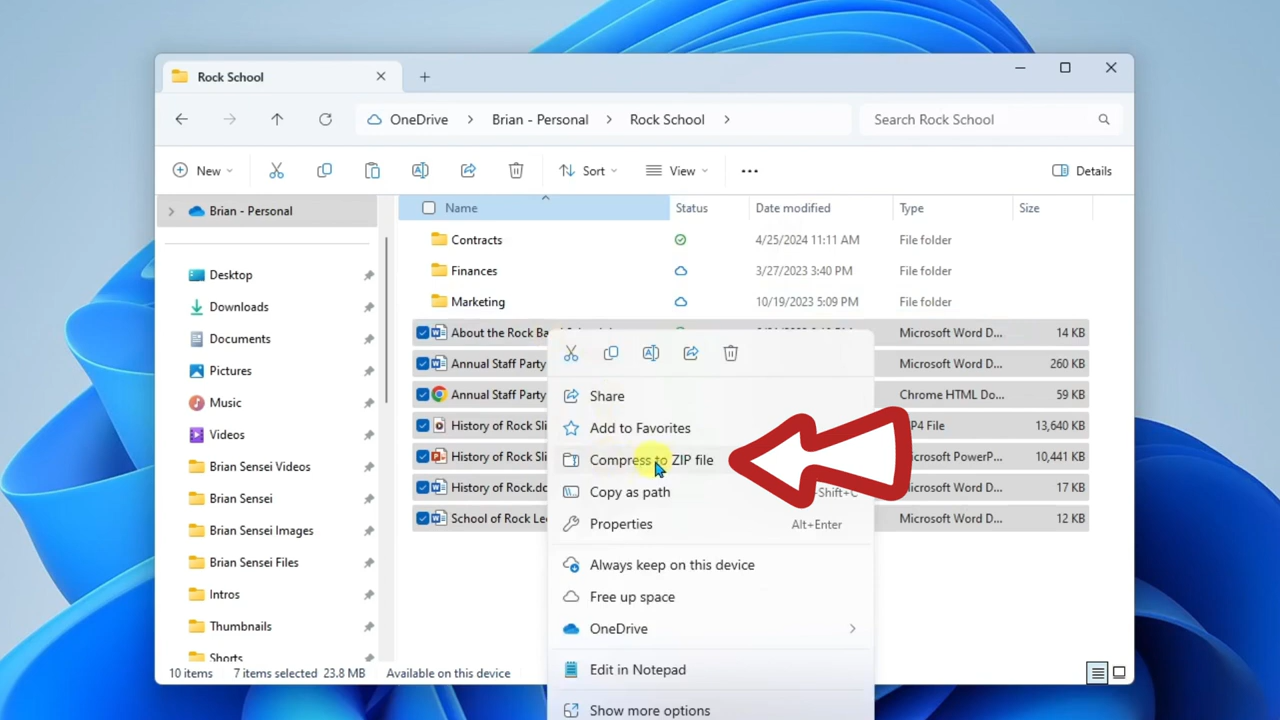 Rock School
OneDrive > Brian - Personal > Rock School >
Search Rock School
New
Sort
View
Details
Brian - Personal
Desktop
Downloads
Documents
Pictures
Music
Videos
Brian Sensei Videos
Brian Sensei
Brian Sensei Images
Brian Sensei Files
Intros
Thumbnails
Shorts
Name Status Date modified Type Size
Contracts 4/25/2024 11:11 AM File folder
Finances 3/27/2023 3:40 PM File folder
Marketing 10/19/2023 5:09 PM File folder
About the Rock Microsoft Word D... 14 KB
Annual Staff Party Microsoft Word D... 260 KB
Annual Staff Party Chrome HTML Do... 59 KB
History of Rock P4 File 13,640 KB
History of Rock PowerP... 10,441 KB
History of Rock.do Microsoft Word D... 17 KB
School of Rock Microsoft Word D... 12 KB
Share
Add to Favorites
Compress to ZIP file
Copy as path
Properties Alt+Enter
Always keep on this device
Free up space
OneDrive
Edit in Notepad
Show more options
10 items 7 items selected 23.8 MB Available on this device